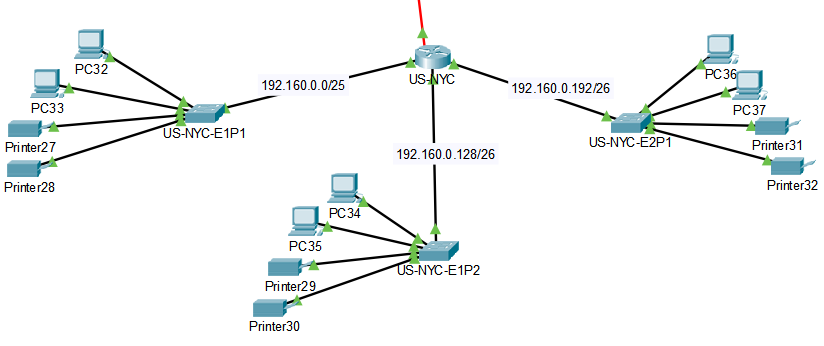 PC32
PC33
Printer27
Printer28
US-NYC-E1P1
192.160.0.0/25
US-NYC
192.160.0.192/26
192.160.0.128/26
PC36
PC37
US-NYC-E2P1
Printer31
Printer32
PC34
PC35
Printer29
Printer30
US-NYC-E1P2